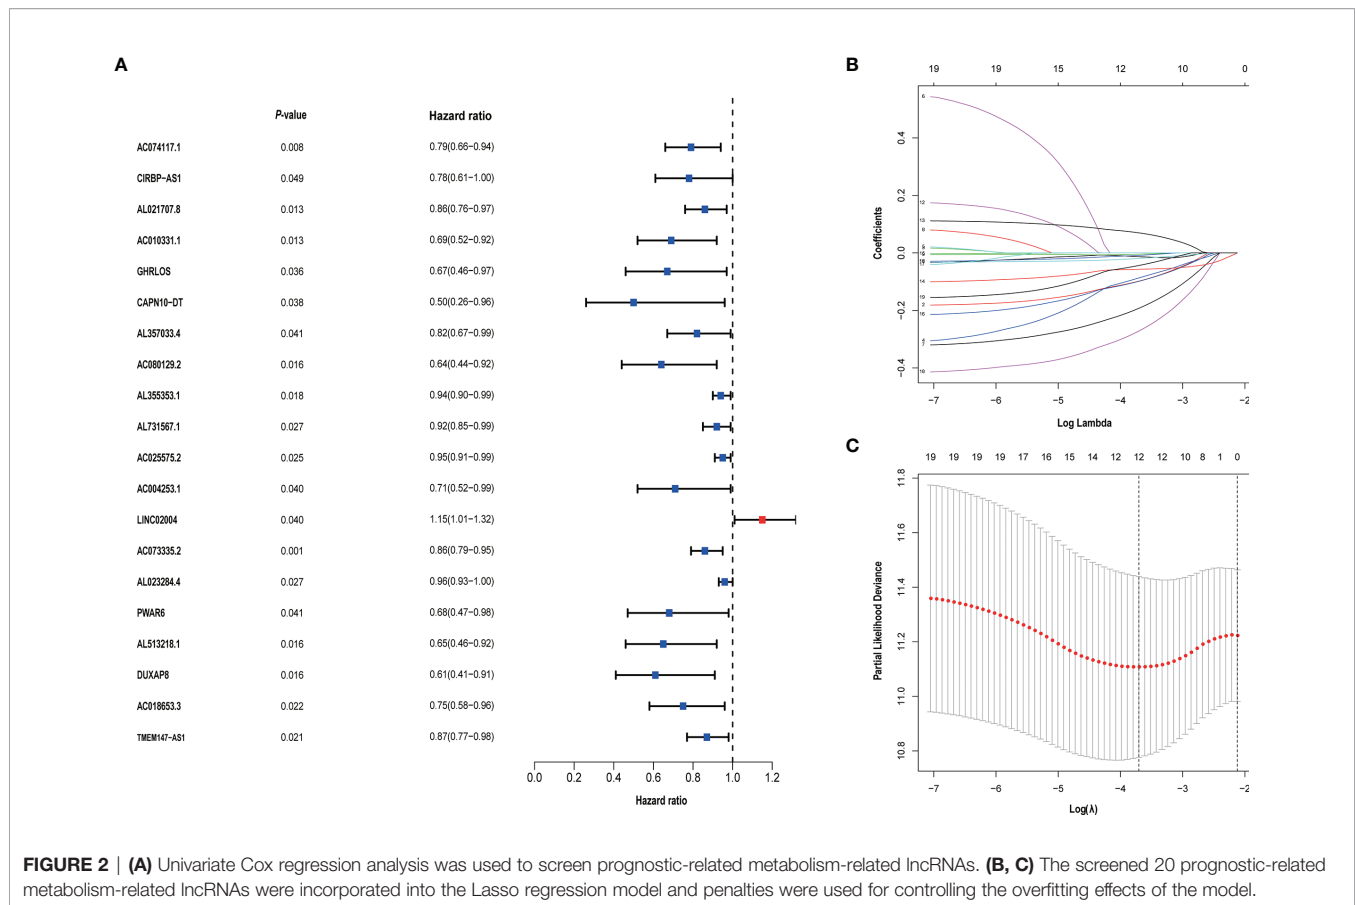 A
P-value Hazard ratio
AC074117.1 0.008 0.79(0.66−0.94)
CIRBP−AS1 0.049 0.78(0.61−1.00)
AL021707.8 0.013 0.86(0.76−0.97)
AC010331.1 0.013 0.69(0.52−0.92)
GHRLOS 0.036 0.67(0.46−0.97)
CAPN10−DT 0.038 0.50(0.26−0.96)
AL357033.4 0.041 0.82(0.67−0.99)
AC080129.2 0.016 0.64(0.44−0.92)
AL355353.1 0.018 0.94(0.90−0.99)
AL731567.1 0.027 0.92(0.85−0.99)
AC025575.2 0.025 0.95(0.91−0.99)
AC004253.1 0.040 0.71(0.52−0.99)
LINC02004 0.040 1.15(1.01−1.32)
AC073335.2 0.001 0.86(0.79−0.95)
AL023284.4 0.027 0.96(0.93−1.00)
PWAR6 0.041 0.68(0.47−0.98)
AL513218.1 0.016 0.65(0.46−0.92)
DUXAP8 0.016 0.61(0.41−0.91)
AC018653.3 0.022 0.75(0.58−0.96)
TMEM147−AS1 0.021 0.87(0.77−0.98)
0.0 0.2 0.4 0.6 0.8 1.0 1.2
Hazard ratio
B
19 19 15 12 10 0
Coefficients
0.4
0.2
0.0
−0.2
−0.4
6
12
13
8
14
19
2
16
7
18
−7 −6 −5 −4 −3 −2
Log Lambda
C
19 19 19 19 17 16 15 14 12 12 12 10 8 1 0
Partial Likelihood Deviance
11.8
11.6
11.4
11.2
11.0
10.8
−7 −6 −5 −4 −3 −2
Log(λ)
FIGURE 2 | (A) Univariate Cox regression analysis was used to screen prognostic-related metabolism-related lncRNAs. (B, C) The screened 20 prognostic-related
metabolism-related lncRNAs were incorporated into the Lasso regression model and penalties were used for controlling the overfitting effects of the model.